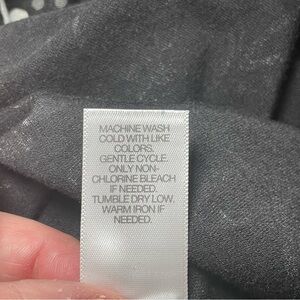 MACHINE WASH
COLD WITH LIKE
COLORS.
GENTLE CYCLE.
ONLY NON-
CHLORINE BLEACH
IF NEEDED.
TUMBLE DRY LOW.
WARM IRON IF
NEEDED.